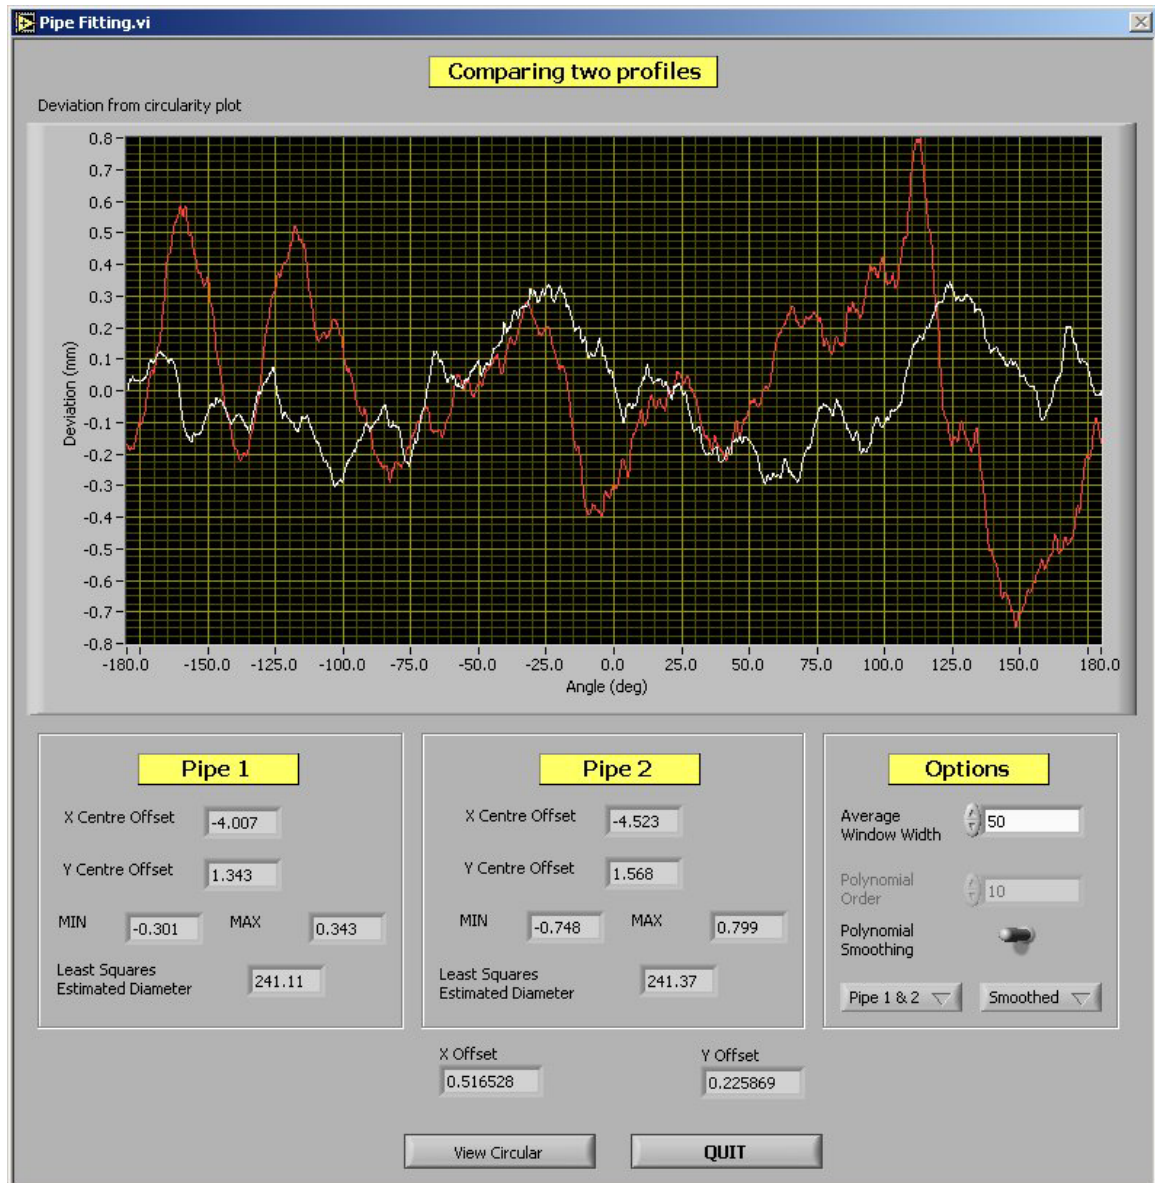 Pipe Fitting.vi
Comparing two profiles
Deviation from circularity plot
Deviation (mm)
0.8
0.7
0.6
0.5
0.4
0.3
0.2
0.1
0.0
-0.1
-0.2
-0.3
-0.4
-0.5
-0.6
-0.7
-0.8
-180.0 -150.0 -125.0 -100.0 -75.0 -50.0 -25.0 0.0 25.0 50.0 75.0 100.0 125.0 150.0 180.0
Angle (deg)
Pipe 1
X Centre Offset -4.007
Y Centre Offset 1.343
MIN -0.301 MAX 0.343
Least Squares
Estimated Diameter 241.11
Pipe 2
X Centre Offset -4.523
Y Centre Offset 1.568
MIN -0.748 MAX 0.799
Least Squares
Estimated Diameter 241.37
Options
Average
Window Width 50
Polynomial
Order 10
Polynomial
Smoothing
Pipe 1 & 2 Smoothed
X Offset Y Offset
0.516528 0.225869
View Circular QUIT